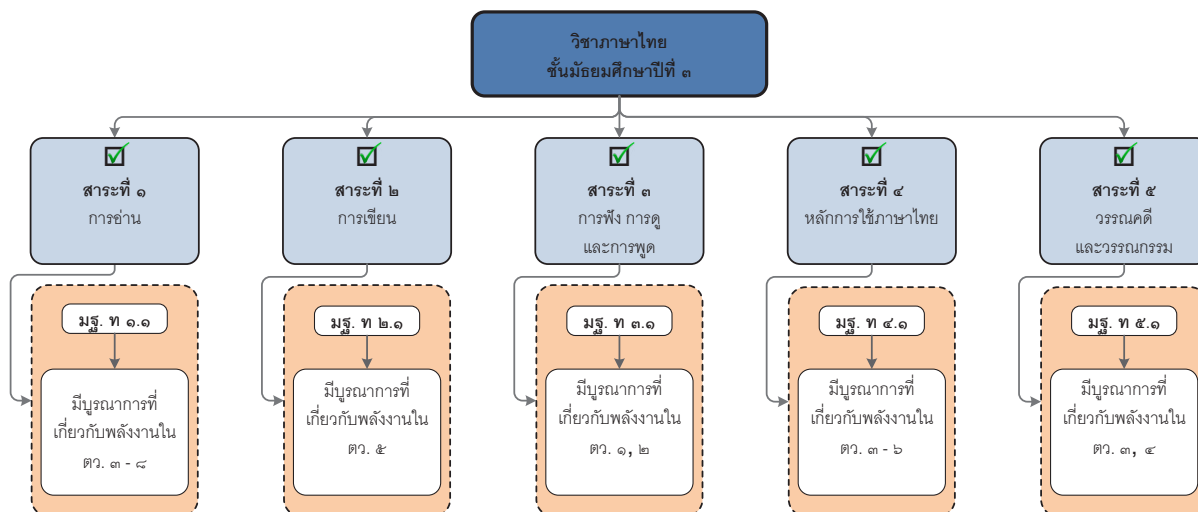 วิชาภาษาไทย
ชั้นมัธยมศึกษาปีที่ ๓
สาระที่ ๑
การอ่าน
สาระที่ ๒
การเขียน
สาระที่ ๓
การฟัง การดู
และการพูด
สาระที่ ๔
หลักการใช้ภาษาไทย
สาระที่ ๕
วรรณคดี
และวรรณกรรม
มฐ. ท ๑.๑
มีบูรณาการที่
เกี่ยวกับพลังงานใน
ตว. ๓ - ๘
มฐ. ท ๒.๑
มีบูรณาการที่
เกี่ยวกับพลังงานใน
ตว. ๕
มฐ. ท ๓.๑
มีบูรณาการที่
เกี่ยวกับพลังงานใน
ตว. ๑, ๒
มฐ. ท ๔.๑
มีบูรณาการที่
เกี่ยวกับพลังงานใน
ตว. ๓ - ๖
มฐ. ท ๕.๑
มีบูรณาการที่
เกี่ยวกับพลังงานใน
ตว. ๓, ๔